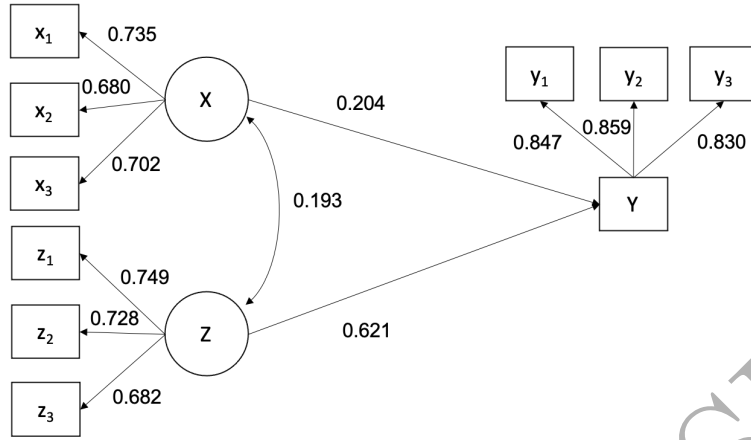 x₁
0.735
x₂
0.680
X
x₃
0.702
0.204
0.193
y₁
y₂
y₃
0.847
0.859
0.830
Y
z₁
0.749
z₂
0.728
Z
z₃
0.682
0.621